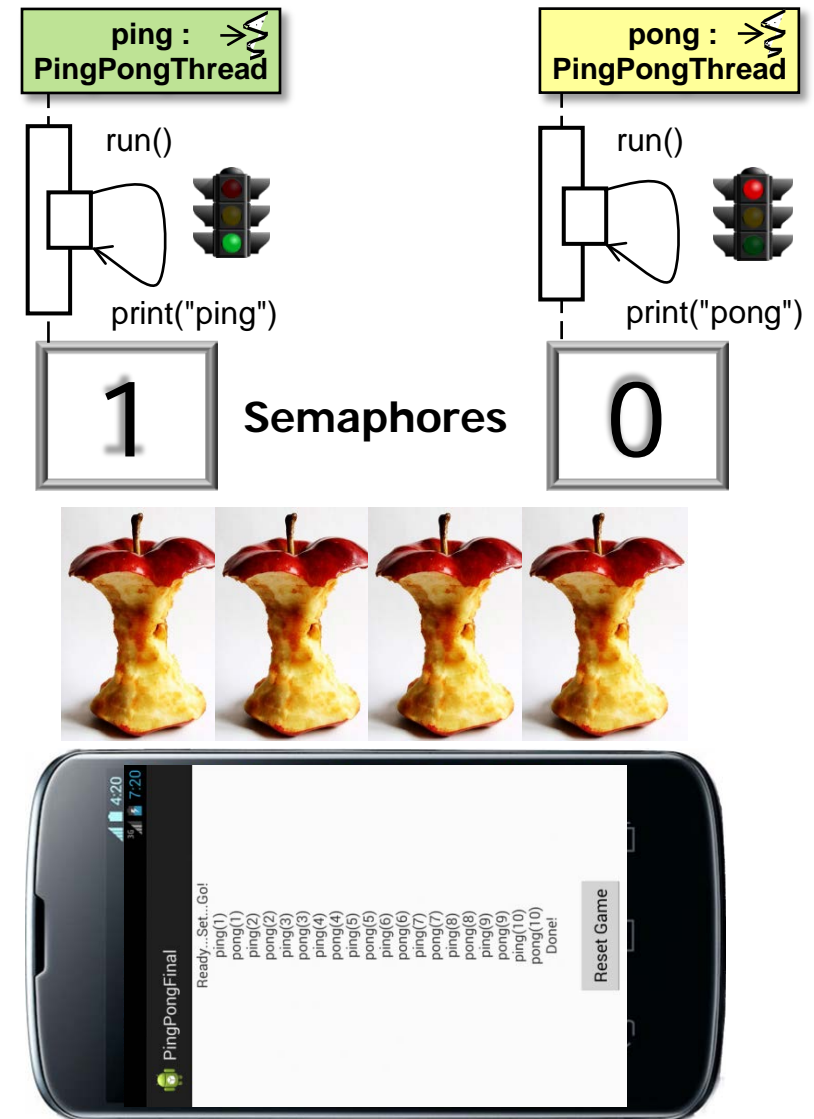 ping :
PingPongThread
run()
print("ping")
pong :
PingPongThread
run()
print("pong")
1
Semaphores
0
4:20
3G 7:20
PingPongFinal
Ready...Set...Go!
ping(1)
pong(1)
ping(2)
pong(2)
ping(3)
pong(3)
ping(4)
pong(4)
ping(5)
pong(5)
ping(6)
pong(6)
ping(7)
pong(7)
ping(8)
pong(8)
ping(9)
pong(9)
ping(10)
pong(10)
Done!
Reset Game